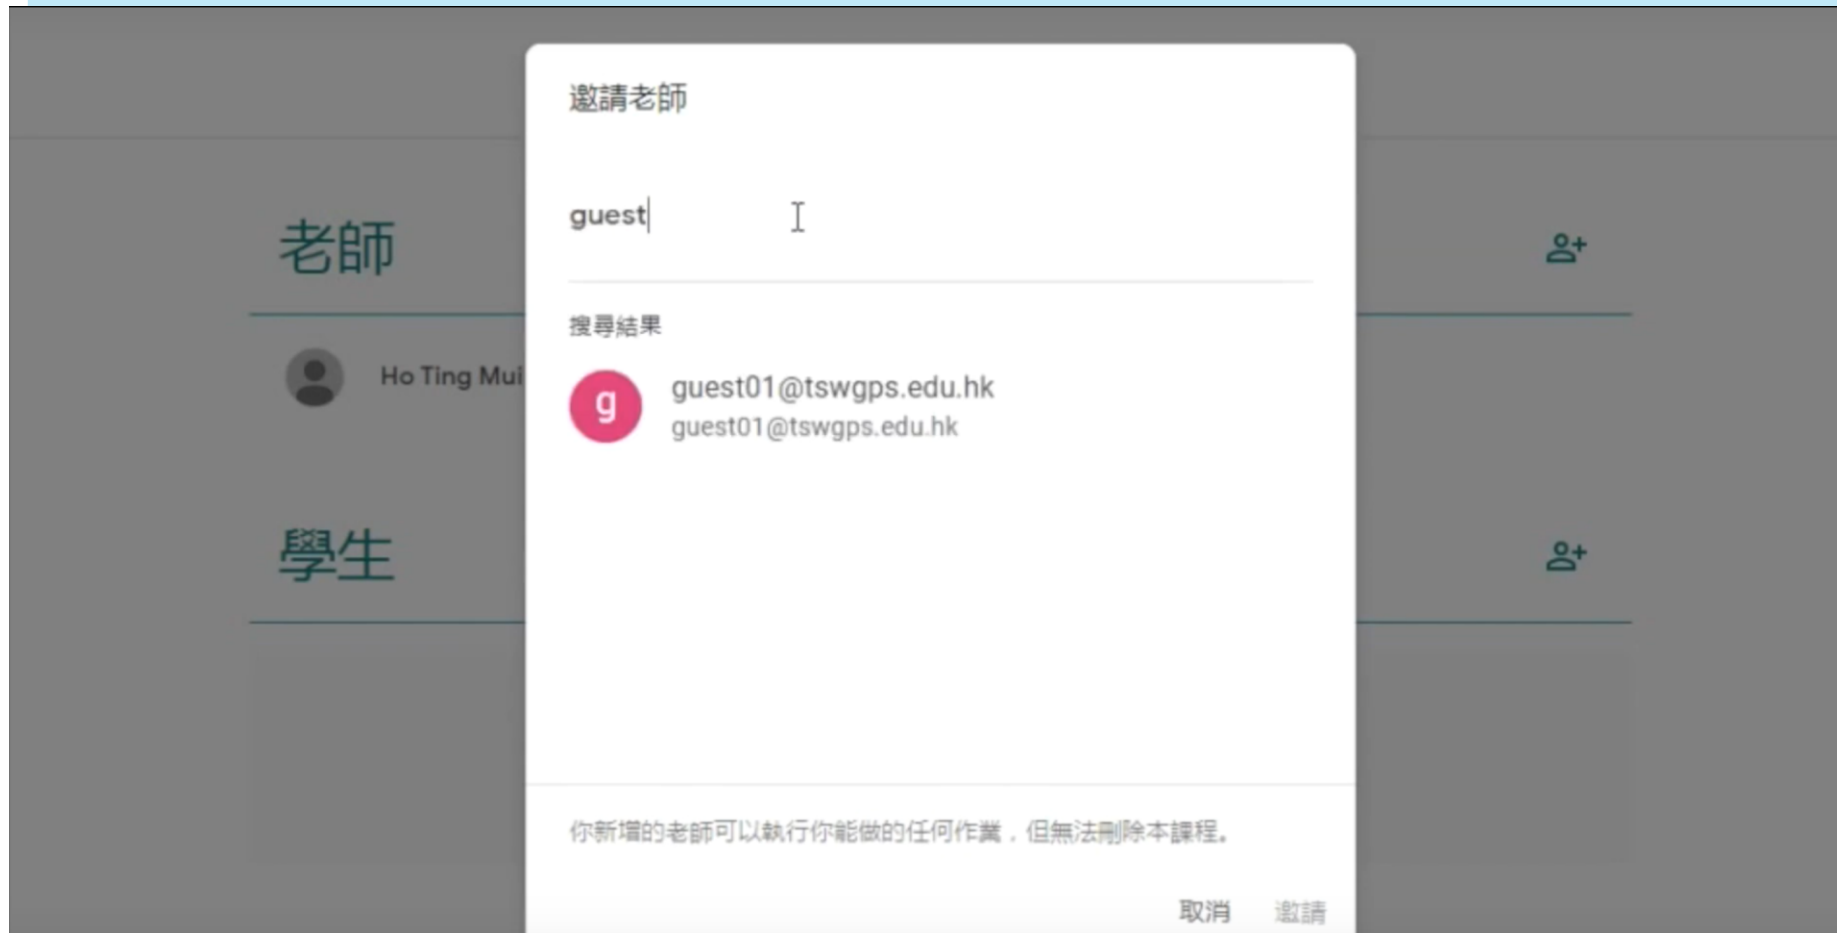 邀請老師
guest
搜尋結果
g
guest01@tswgps.edu.hk
guest01@tswgps.edu.hk
你新增的老師可以執行你能做的任何作業，但無法刪除本課程。
取消 邀請
老師
Ho Ting Mui
學生